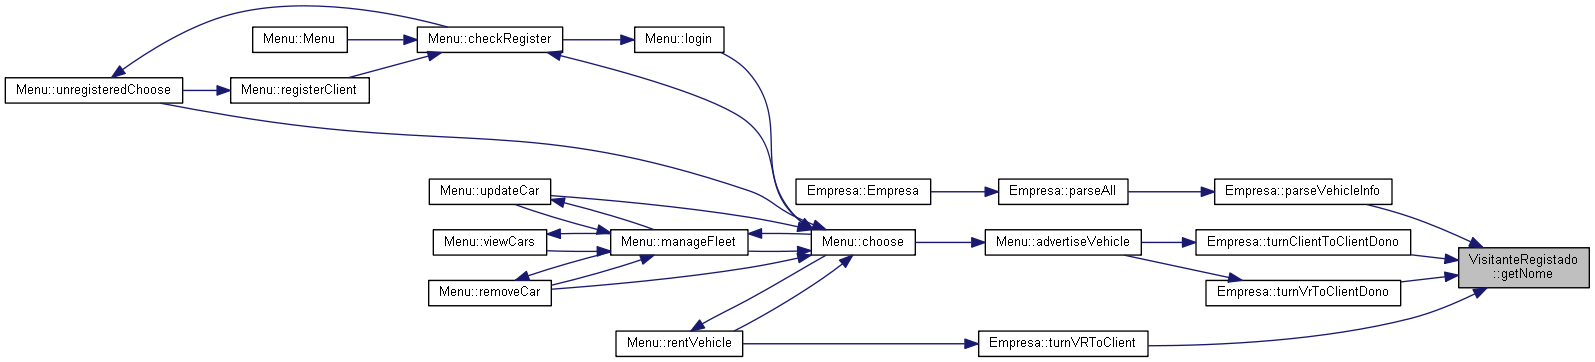 Menu::Menu
Menu::checkRegister
Menu::login
Menu::unregisteredChoose
Menu::registerClient
Menu::updateCar
Empresa::Empresa
Empresa::parseAll
Empresa::parseVehicleInfo
Menu::viewCars
Menu::manageFleet
Menu::choose
Menu::advertiseVehicle
Empresa::turnClientToClientDono
VisitanteRegistado
::getNome
Menu::removeCar
Empresa::turnVrToClientDono
Menu::rentVehicle
Empresa::turnVRToClient